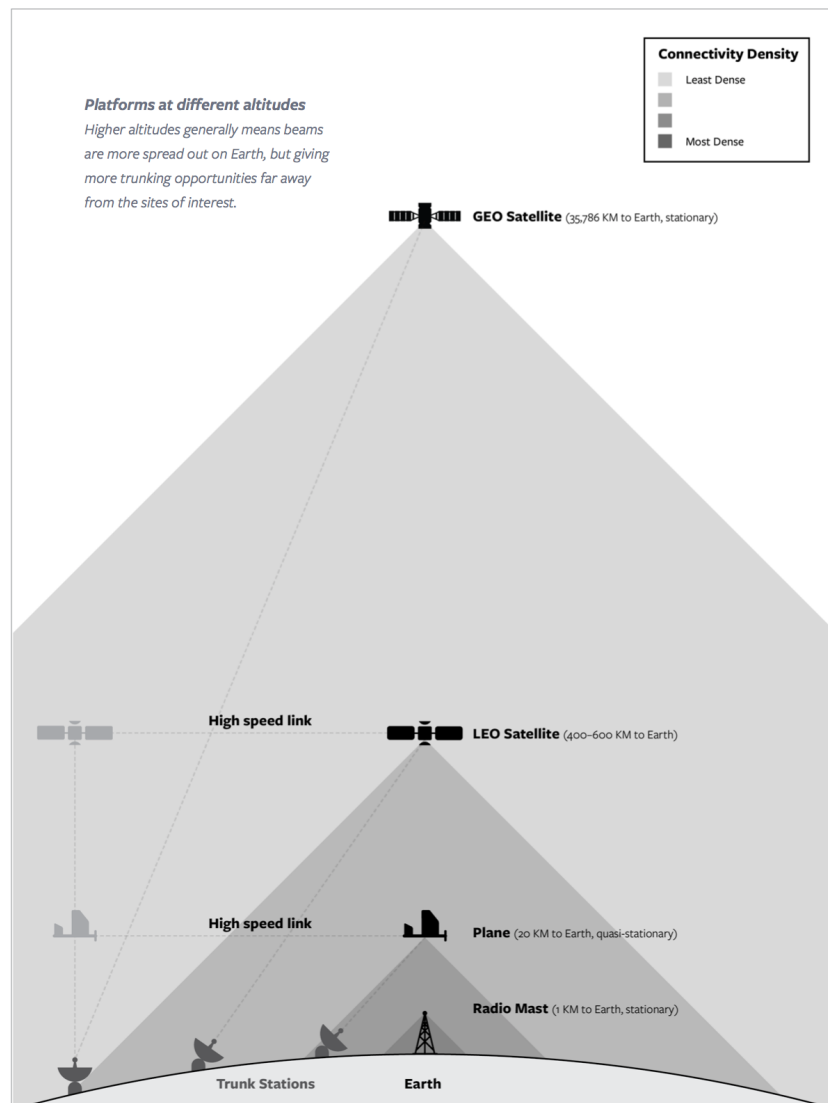 Connectivity Density
Least Dense
Most Dense
Platforms at different altitudes
Higher altitudes generally means beams
are more spread out on Earth, but giving
more trunking opportunities far away
from the sites of interest.
GEO Satellite (35,786 KM to Earth, stationary)
High speed link
LEO Satellite (400–600 KM to Earth)
High speed link
Plane (20 KM to Earth, quasi-stationary)
Radio Mast (1 KM to Earth, stationary)
Trunk Stations
Earth